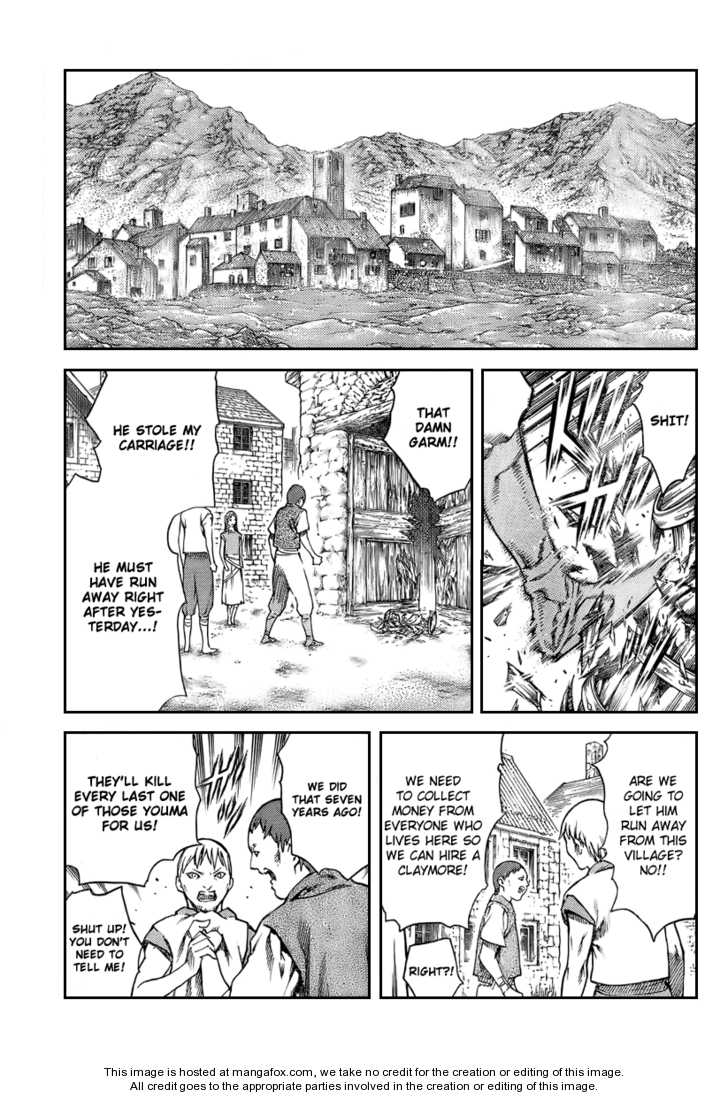 SHIT!
THAT
DAMN
GARM!!
HE STOLE MY
CARRIAGE!!
HE MUST
HAVE RUN
AWAY RIGHT
AFTER YES-
TERDAY...!
ARE WE
GOING TO
LET HIM
RUN AWAY
FROM THIS
VILLAGE?
NO!!
WE NEED
TO COLLECT
MONEY FROM
EVERYONE WHO
LIVES HERE SO
WE CAN HIRE A
CLAYMORE!
RIGHT?!
WE DID
THAT SEVEN
YEARS AGO!
THEY'LL KILL
EVERY LAST ONE
OF THOSE YOUMA
FOR US!
SHUT UP!
YOU DON'T
NEED TO
TELL ME!
This image is hosted at mangafox.com, we take no credit for the creation or editing of this image.
All credit goes to the appropriate parties involved in the creation or editing of this image.